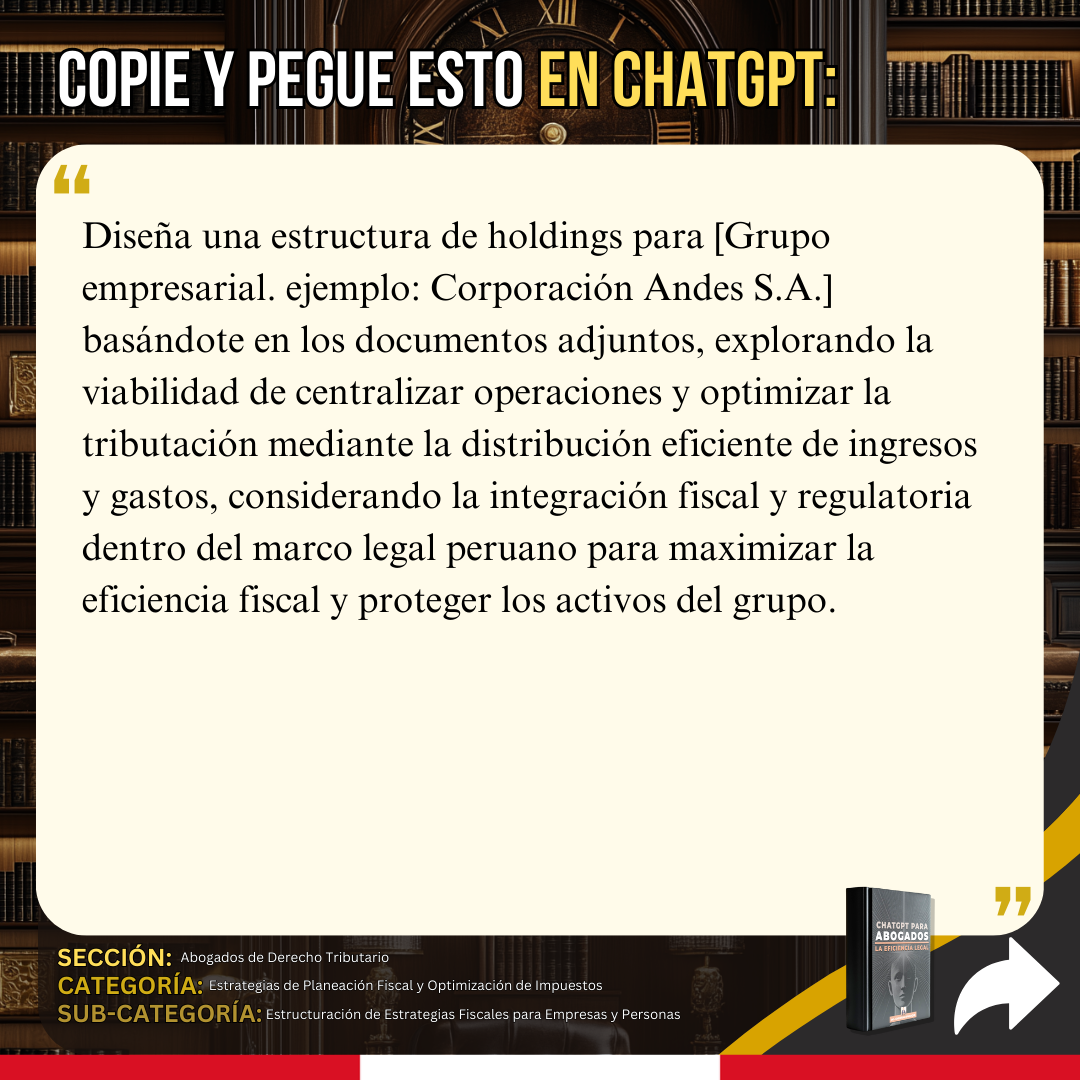 COPIE Y PEGUE ESTO EN CHATGPT:
“
Diseña una estructura de holdings para [Grupo
empresarial. ejemplo: Corporación Andes S.A.]
basándote en los documentos adjuntos, explorando la
viabilidad de centralizar operaciones y optimizar la
tributación mediante la distribución eficiente de ingresos
y gastos, considerando la integración fiscal y regulatoria
dentro del marco legal peruano para maximizar la
eficiencia fiscal y proteger los activos del grupo.
”
CHATGPT PARA
ABOGADOS
LA EFICIENCIA LEGAL
SECCIÓN: Abogados de Derecho Tributario
CATEGORÍA: Estrategias de Planeación Fiscal y Optimización de Impuestos
SUB-CATEGORÍA: Estructuración de Estrategias Fiscales para Empresas y Personas